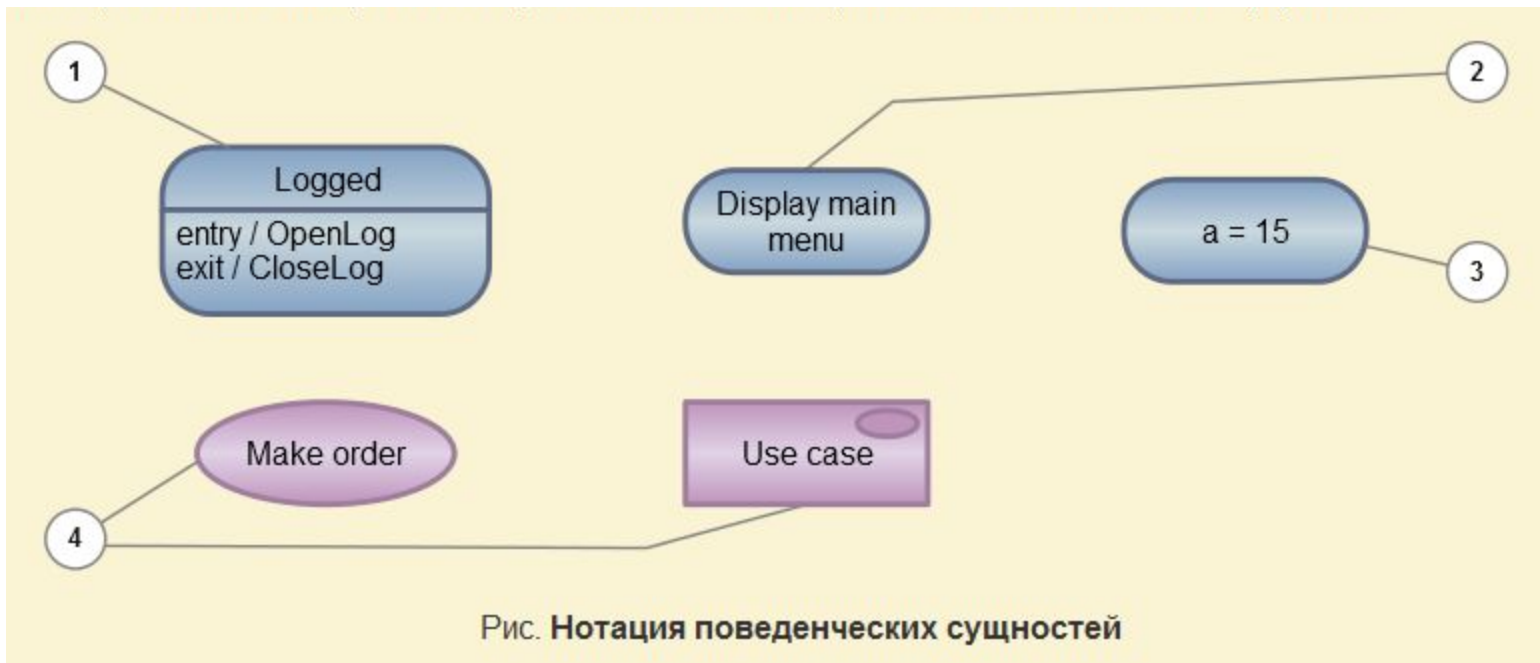 1
2
Logged
entry / OpenLog
exit / CloseLog
Display main
menu
a = 15
3
Make order
Use case
4
Рис. Нотация поведенческих сущностей